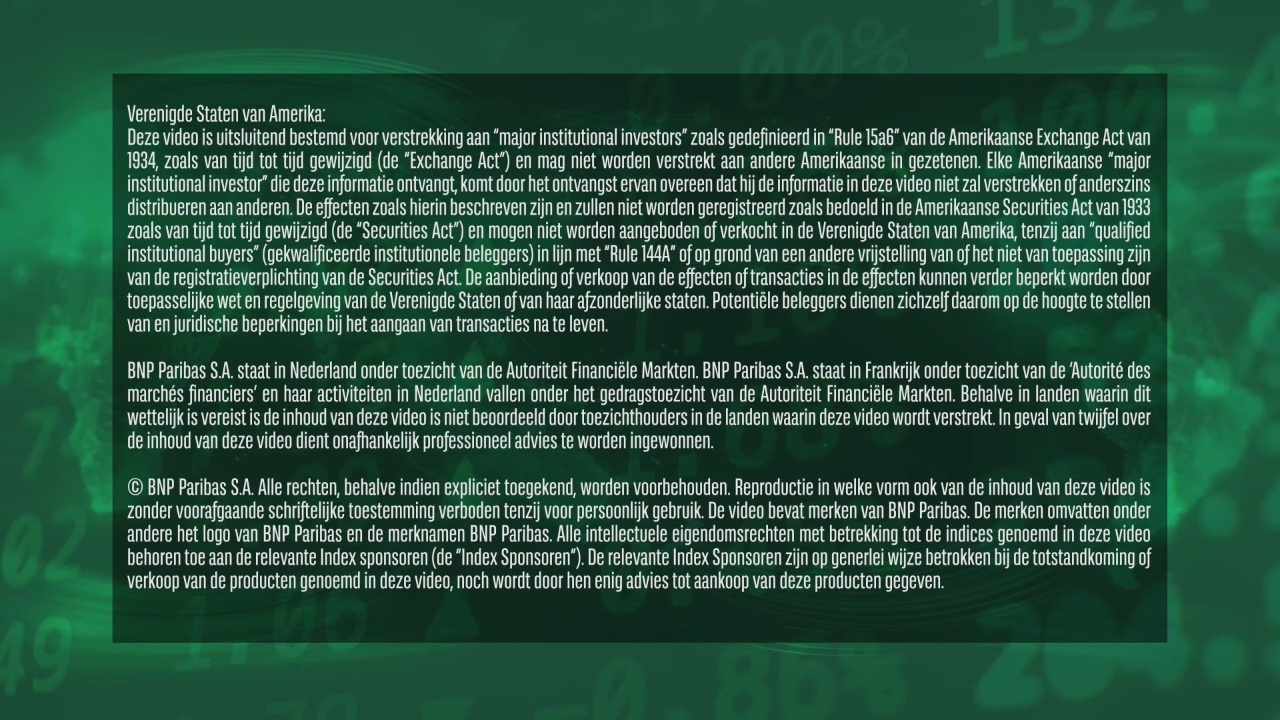 Verenigde Staten van Amerika:
Deze video is uitsluitend bestemd voor verstrekking aan “major institutional investors” zoals gedefinieerd in “Rule 15a6” van de Amerikaanse Exchange Act van
1934, zoals van tijd tot tijd gewijzigd (de “Exchange Act”) en mag niet worden verstrekt aan andere Amerikaanse in gezetenen. Elke Amerikaanse “major
institutional investor” die deze informatie ontvangt, komt door het ontvangst ervan overeen dat hij de informatie in deze video niet zal verstrekken of anderszins
distribueren aan anderen. De effecten zoals hierin beschreven zijn en zullen niet worden geregistreerd zoals bedoeld in de Amerikaanse Securities Act van 1933
zoals van tijd tot tijd gewijzigd (de “Securities Act”) en mogen niet worden aangeboden of verkocht in de Verenigde Staten van Amerika, tenzij aan “qualified
institutional buyers” (gekwalificeerde institutionele beleggers) in lijn met “Rule 144A” of op grond van een andere vrijstelling van of het niet van toepassing zijn
van de registratieverplichting van de Securities Act. De aanbieding of verkoop van de effecten of transacties in de effecten kunnen verder beperkt worden door
toepasselijke wet en regelgeving van de Verenigde Staten of van haar afzonderlijke staten. Potentiële beleggers dienen zichzelf daarom op de hoogte te stellen
van en juridische beperkingen bij het aangaan van transacties na te leven.
BNP Paribas S.A. staat in Nederland onder toezicht van de Autoriteit Financiële Markten. BNP Paribas S.A. staat in Frankrijk onder toezicht van de ‘Autorité des
marchés financiers’ en haar activiteiten in Nederland vallen onder het gedragstoezicht van de Autoriteit Financiële Markten. Behalve in landen waarin dit
wettelijk is vereist is de inhoud van deze video is niet beoordeeld door toezichthouders in de landen waarin deze video wordt verstrekt. In geval van twijfel over
de inhoud van deze video dient onafhankelijk professioneel advies te worden ingewonnen.
© BNP Paribas S.A. Alle rechten, behalve indien expliciet toegekend, worden voorbehouden. Reproductie in welke vorm ook van de inhoud van deze video is
zonder voorafgaande schriftelijke toestemming verboden tenzij voor persoonlijk gebruik. De video bevat merken van BNP Paribas. De merken omvatten onder
andere het logo van BNP Paribas en de merknamen BNP Paribas. Alle intellectuele eigendomsrechten met betrekking tot de indices genoemd in deze video
behoren toe aan de relevante Index sponsoren (de “Index Sponsoren”). De relevante Index Sponsoren zijn op generlei wijze betrokken bij de totstandkoming of
verkoop van de producten genoemd in deze video, noch wordt door hen enig advies tot aankoop van deze producten gegeven.